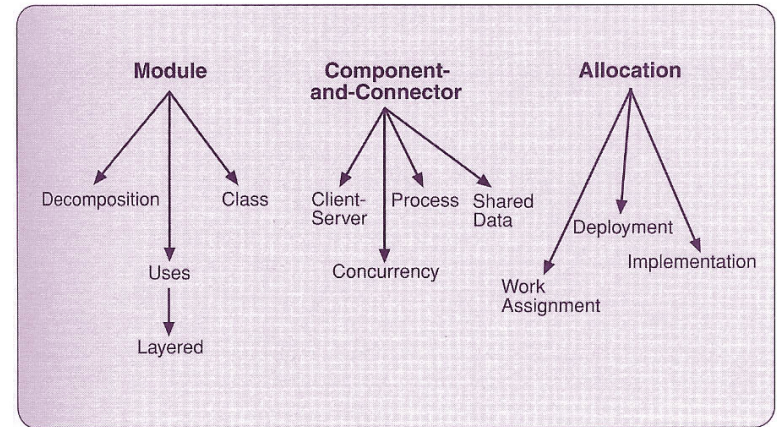 Module
Component-
and-Connector
Allocation
Decomposition
Class
Client-
Server
Process
Shared
Data
Deployment
Uses
Concurrency
Implementation
Work
Assignment
Layered